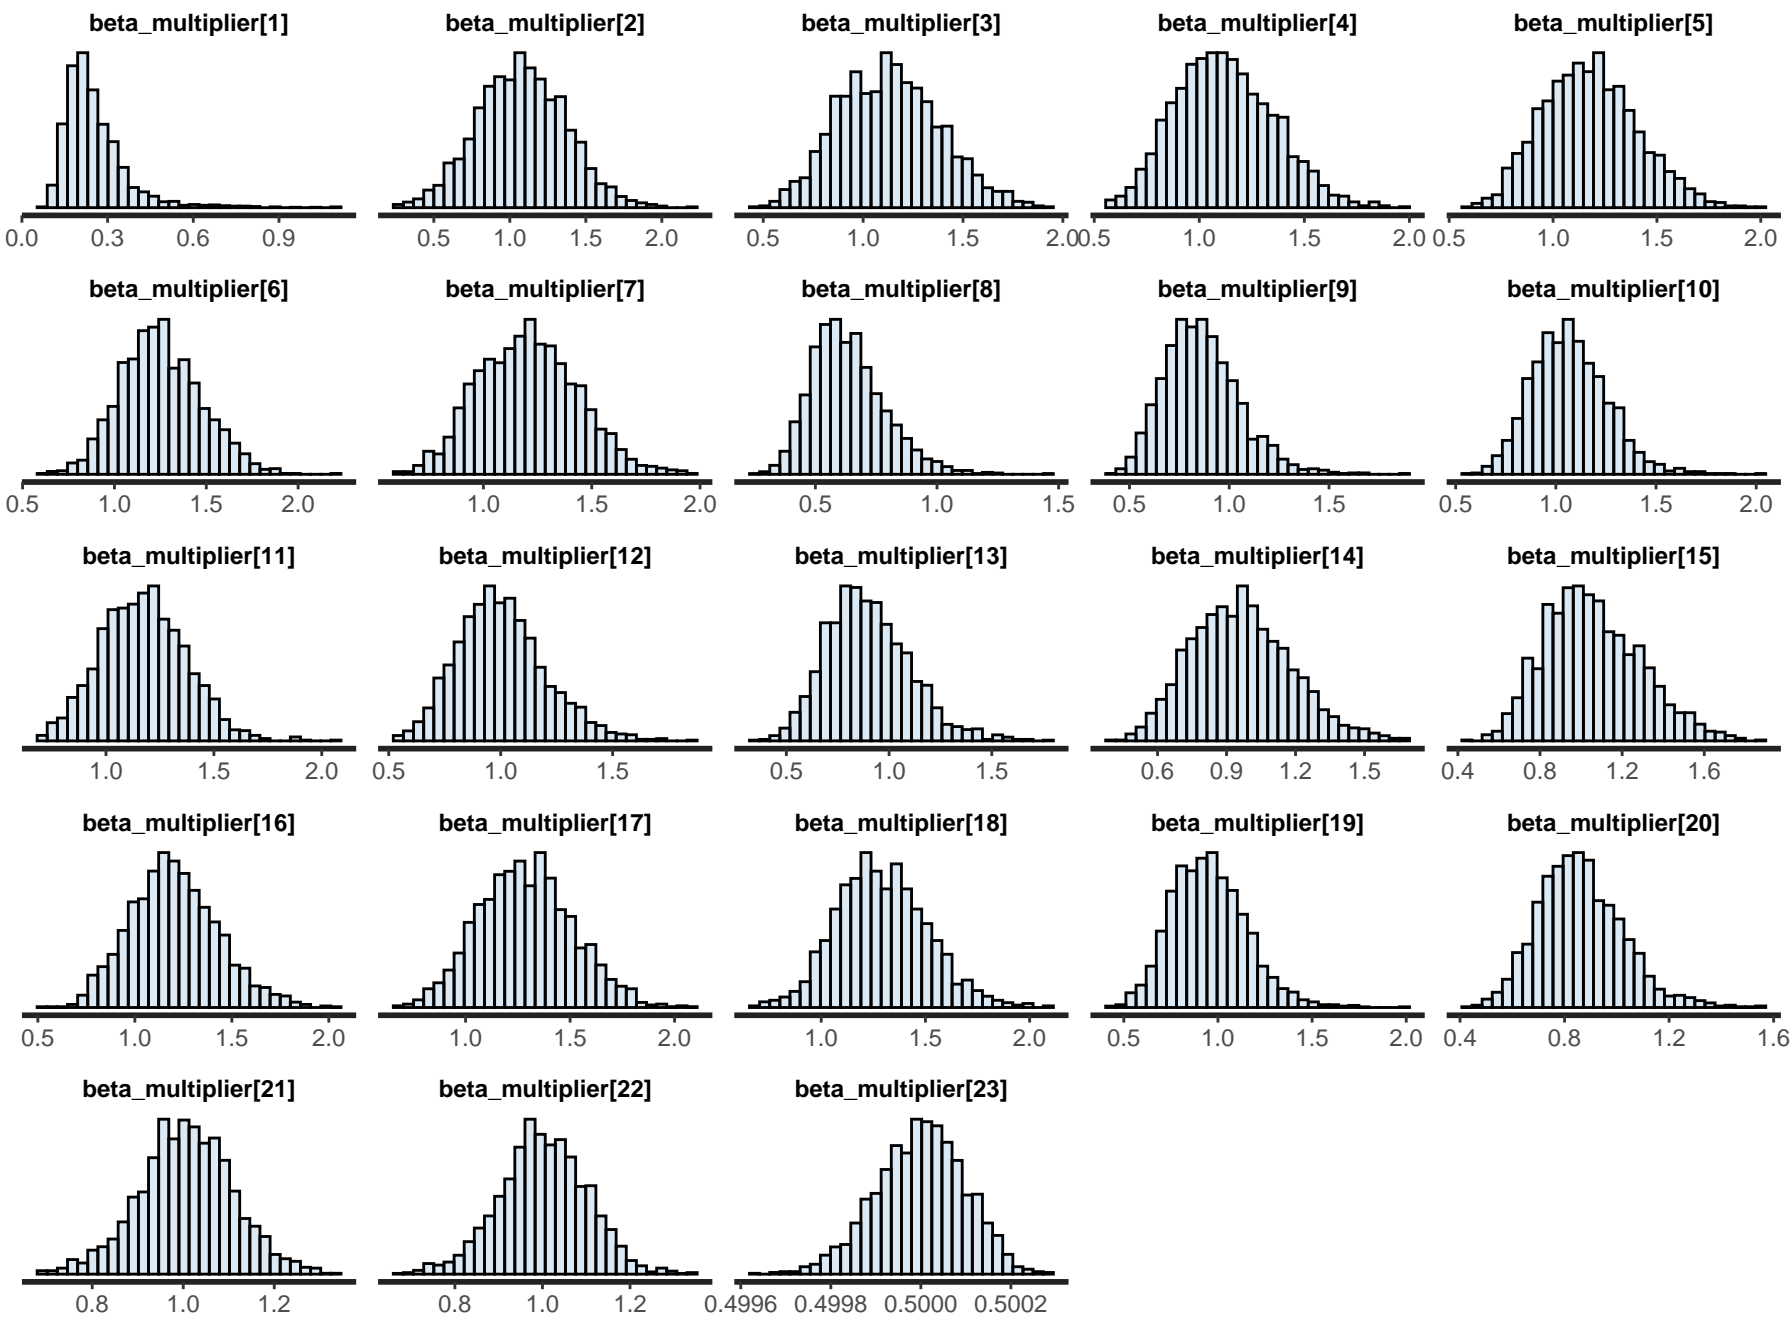 beta_multiplier[1] beta_multiplier[2] beta_multiplier[3] beta_multiplier[4] beta_multiplier[5]
0.0 0.3 0.6 0.9 0.5 1.0 1.5 2.0 0.5 1.0 1.5 2.0 0.5 1.0 1.5 2.0 0.5 1.0 1.5 2.0
beta_multiplier[6] beta_multiplier[7] beta_multiplier[8] beta_multiplier[9] beta_multiplier[10]
0.5 1.0 1.5 2.0 1.0 1.5 2.0 0.5 1.0 1.5 0.5 1.0 1.5 0.5 1.0 1.5 2.0
beta_multiplier[11] beta_multiplier[12] beta_multiplier[13] beta_multiplier[14] beta_multiplier[15]
1.0 1.5 2.0 0.5 1.0 1.5 0.5 1.0 1.5 0.6 0.9 1.2 1.5 0.4 0.8 1.2 1.6
beta_multiplier[16] beta_multiplier[17] beta_multiplier[18] beta_multiplier[19] beta_multiplier[20]
0.5 1.0 1.5 2.0 1.0 1.5 2.0 1.0 1.5 2.0 0.5 1.0 1.5 2.0 0.4 0.8 1.2 1.6
beta_multiplier[21] beta_multiplier[22] beta_multiplier[23]
0.8 1.0 1.2 0.8 1.0 1.2 0.4996 0.4998 0.5000 0.5002